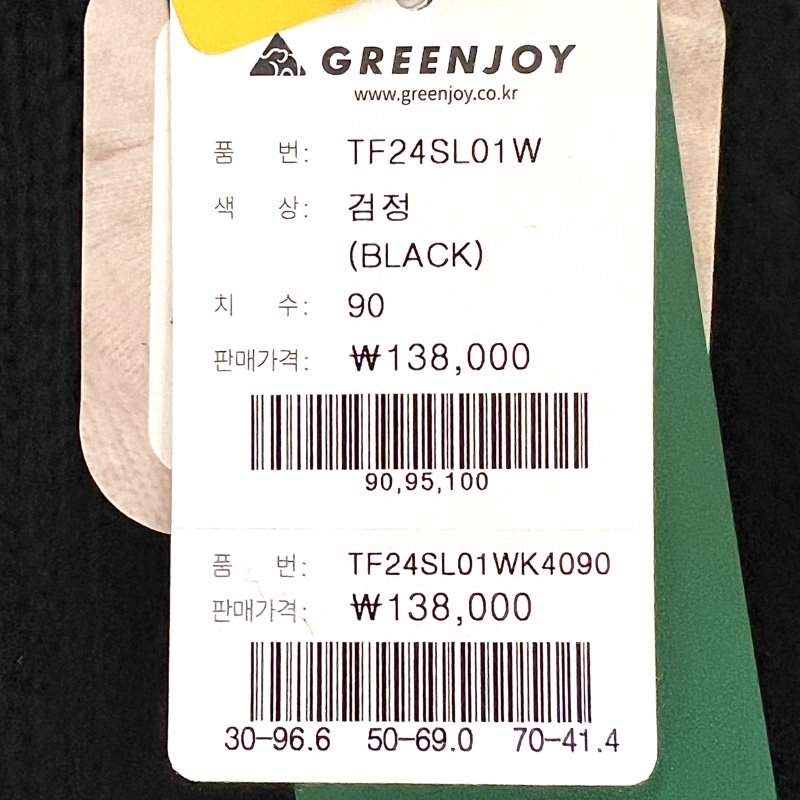 GREENJOY
www.greenjoy.co.kr
품 번: TF24SL01W
색 상: 검정
(BLACK)
치 수: 90
판매가격: ₩138,000
90,95,100
품 번: TF24SL01WK4090
판매가격: ₩138,000
30-96.6 50-69.0 70-41.4